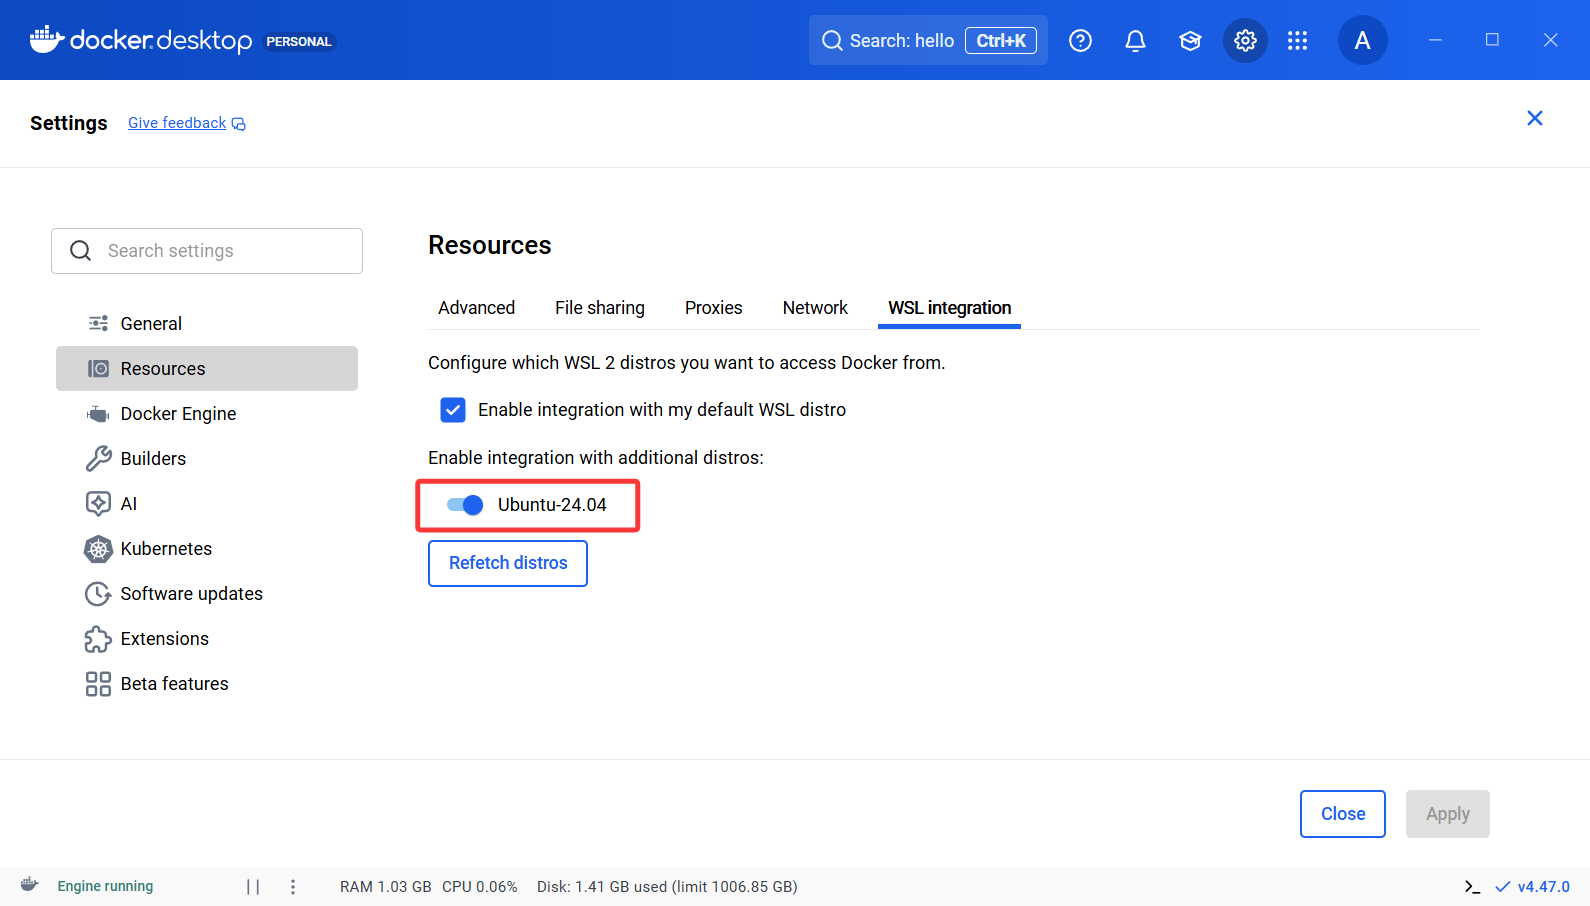 docker.desktop PERSONAL Search: hello Ctrl+K A
Settings Give feedback
Search settings
General
Resources
Docker Engine
Builders
AI
Kubernetes
Software updates
Extensions
Beta features
Resources
Advanced File sharing Proxies Network WSL integration
Configure which WSL 2 distros you want to access Docker from.
Enable integration with my default WSL distro
Enable integration with additional distros:
Ubuntu-24.04
Refetch distros
Close Apply
Engine running RAM 1.03 GB CPU 0.06% Disk: 1.41 GB used (limit 1006.85 GB) v4.47.0